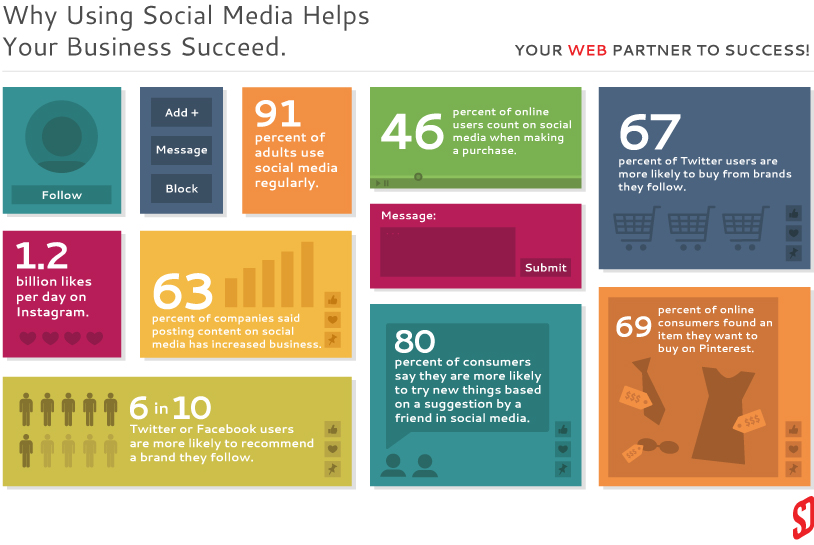 Why Using Social Media Helps
Your Business Succeed.
YOUR WEB PARTNER TO SUCCESS!
Follow
Add +
Message
Block
91
percent of
adults use
social media
regularly.
46
percent of online
users count on social
media when making
a purchase.
67
percent of Twitter users are
more likely to buy from brands
they follow.
1.2
billion likes
per day on
Instagram.
63
percent of companies said
posting content on social
media has increased business.
Message:
Submit
6 in 10
Twitter or Facebook users
are more likely to recommend
a brand they follow.
80
percent of consumers
say they are more likely
to try new things based
on a suggestion by a
friend in social media.
69
percent of online
consumers found an
item they want to
buy on Pinterest.
$$$
$$$
$$$